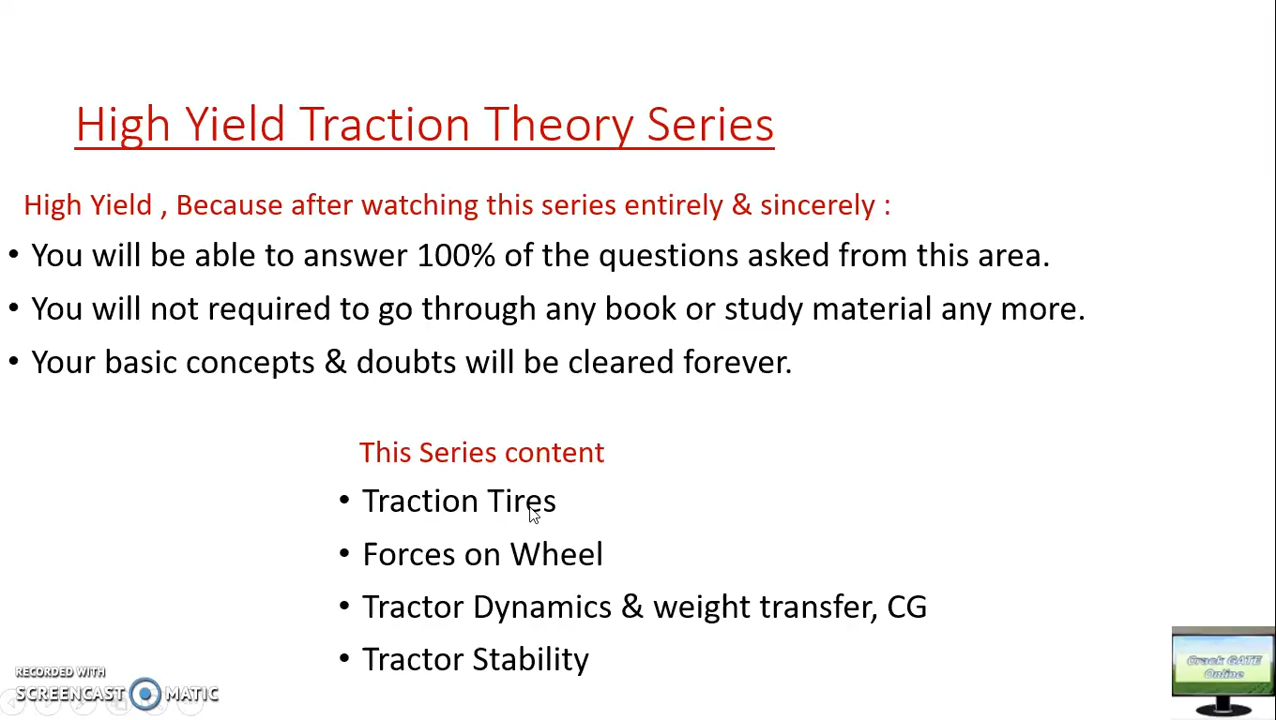 High Yield Traction Theory Series
High Yield , Because after watching this series entirely & sincerely :
• You will be able to answer 100% of the questions asked from this area.
• You will not required to go through any book or study material any more.
• Your basic concepts & doubts will be cleared forever.
This Series content
• Traction Tires
• Forces on Wheel
• Tractor Dynamics & weight transfer, CG
• Tractor Stability
RECORDED WITH
SCREENCAST MATIC
Crack GATE
Online